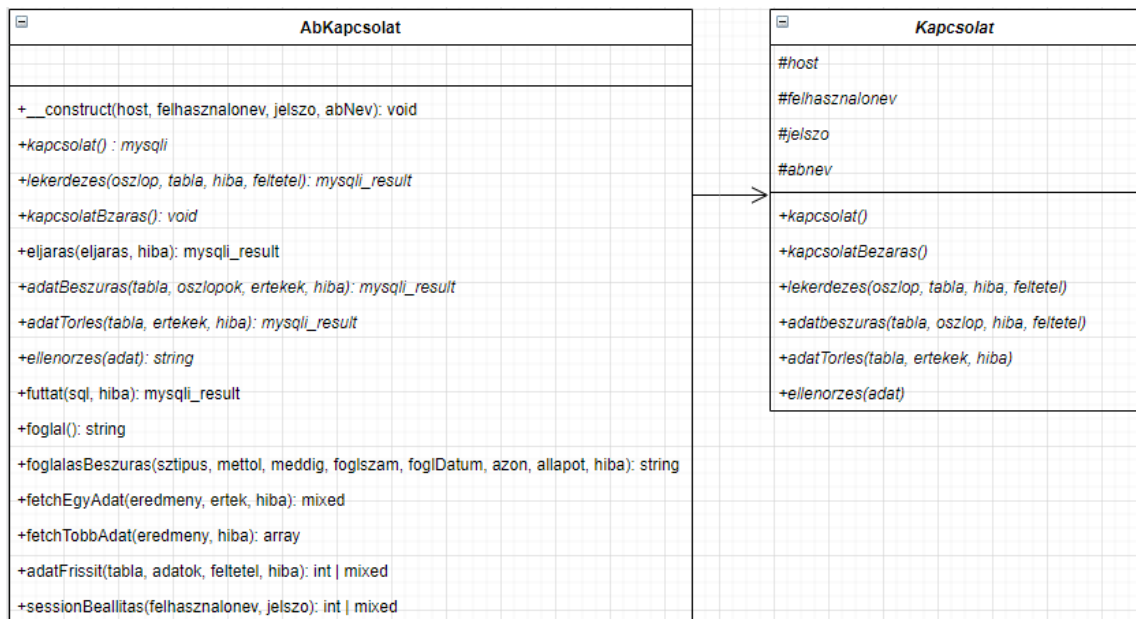 AbKapcsolat
+__construct(host, felhasznalonev, jelszo, abNev): void
+kapcsolat() : mysqli
+lekerdezes(oszlop, tabla, hiba, feltetel): mysqli_result
+kapcsolatBzaras(): void
+eljaras(eljaras, hiba): mysqli_result
+adatBeszuras(tabla, oszlopok, ertekek, hiba): mysqli_result
+adatTorles(tabla, ertekek, hiba): mysqli_result
+ellenorzes(adat): string
+futtat(sql, hiba): mysqli_result
+foglal(): string
+foglalasBeszuras(sztipus, mettol, meddig, foglszam, foglDatum, azon, allapot, hiba): string
+fetchEgyAdat(eredmeny, ertek, hiba): mixed
+fetchTobbAdat(eredmeny, hiba): array
+adatFrissit(tabla, adatok, feltetel, hiba): int | mixed
+sessionBeallitas(felhasznalonev, jelszo): int | mixed
Kapcsolat
#host
#felhasznalonev
#jelszo
#abnev
+kapcsolat()
+kapcsolatBezaras()
+lekerdezes(oszlop, tabla, hiba, feltetel)
+adatbeszuras(tabla, oszlop, hiba, feltetel)
+adatTorles(tabla, ertekek, hiba)
+ellenorzes(adat)